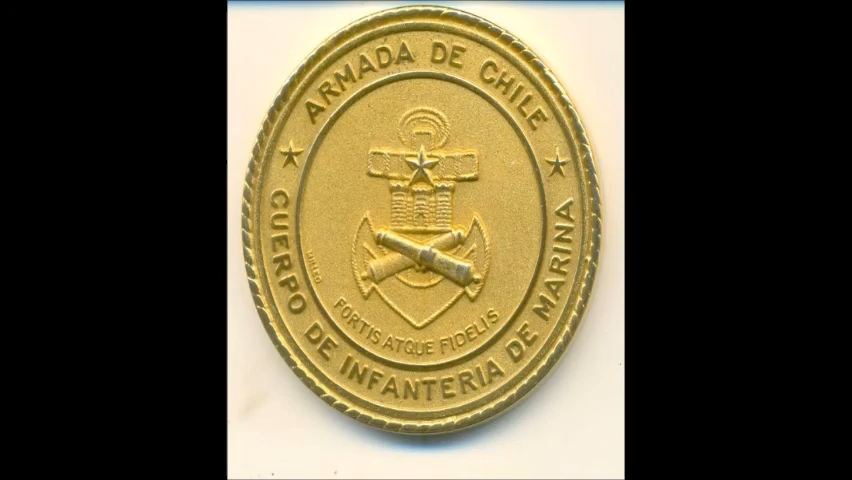 ARMADA DE CHILE
CUERPO DE INFANTERIA DE MARINA
FORTIS ATQUE FIDELIS